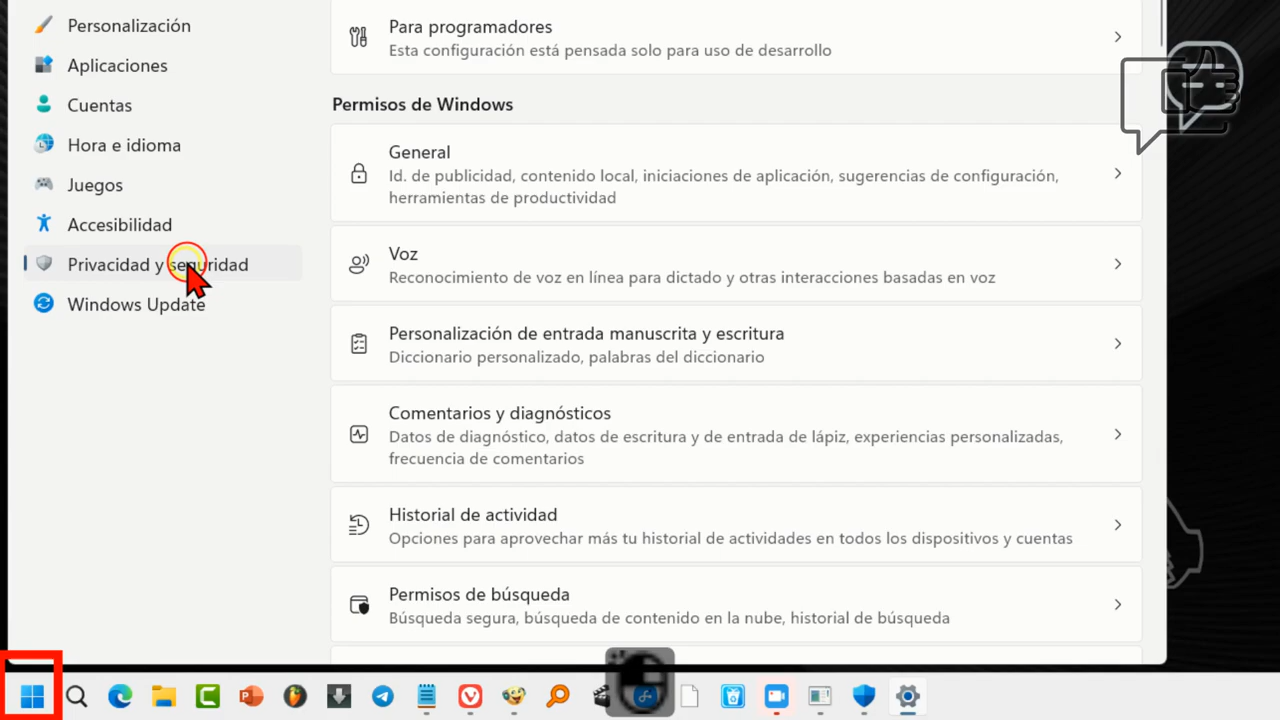 Personalización
Aplicaciones
Cuentas
Hora e idioma
Juegos
Accesibilidad
Privacidad y seguridad
Windows Update
Para programadores
Esta configuración está pensada solo para uso de desarrollo
Permisos de Windows
General
Id. de publicidad, contenido local, iniciaciones de aplicación, sugerencias de configuración,
herramientas de productividad
Voz
Reconocimiento de voz en línea para dictado y otras interacciones basadas en voz
Personalización de entrada manuscrita y escritura
Diccionario personalizado, palabras del diccionario
Comentarios y diagnósticos
Datos de diagnóstico, datos de escritura y de entrada de lápiz, experiencias personalizadas,
frecuencia de comentarios
Historial de actividad
Opciones para aprovechar más tu historial de actividades en todos los dispositivos y cuentas
Permisos de búsqueda
Búsqueda segura, búsqueda de contenido en la nube, historial de búsqueda